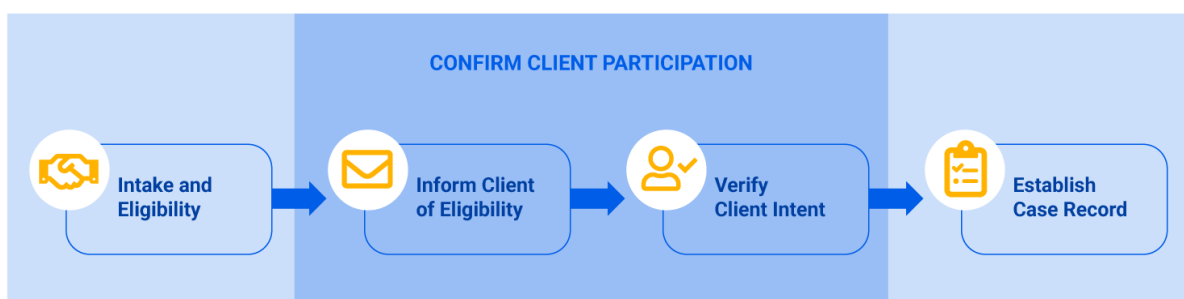 CONFIRM CLIENT PARTICIPATION
Intake and
Eligibility
Inform Client
of Eligibility
Verify
Client Intent
Establish
Case Record